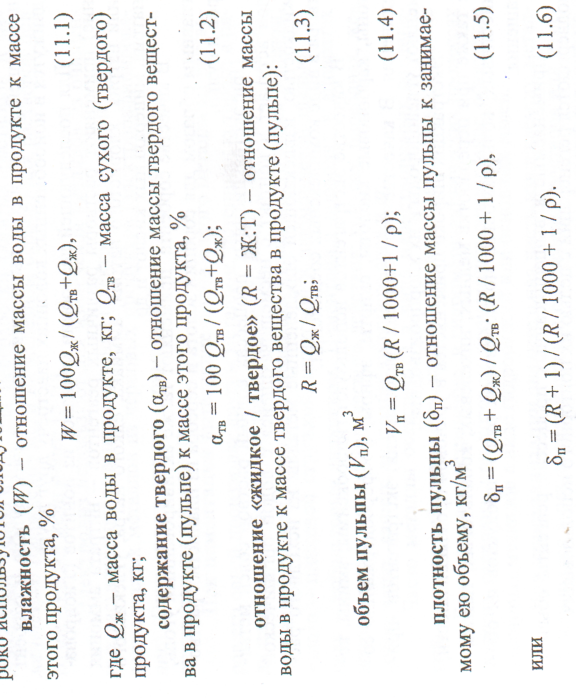 роко используются следующие
влажность (W) – отношение массы воды в продукте к массе
этого продукта, %
W = 100Qж / (Qтв+Qж), (11.1)
где Qж – масса воды в продукте, кг; Qтв – масса сухого (твердого)
продукта, кг;
содержание твердого (αтв) – отношение массы твердого вещест-
ва в продукте (пульпе) к массе этого продукта, %
αтв = 100 Qтв / (Qтв+Qж); (11.2)
отношение «жидкое / твердое» (R = Ж:Т) – отношение массы
воды в продукте к массе твердого вещества в продукте (пульпе):
R = Qж / Qтв; (11.3)
объем пульпы (Vп), м³
Vп = Qтв (R / 1000+1 / ρ); (11.4)
плотность пульпы (δп) – отношение массы пульпы к занимае-
мому ею объему, кг/м³
δп = (Qтв + Qж) / Qтв· (R / 1000 + 1 / ρ), (11.5)
или
δп = (R + 1) / (R / 1000 + 1 / ρ). (11.6)